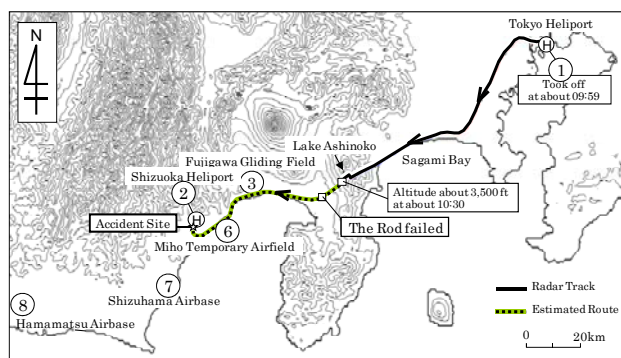 Tokyo Heliport
N
H
1
Took off
at about 09:59
Lake Ashinoko
Sagami Bay
Fujigawa Gliding Field
Shizuoka Heliport
2
3
Altitude about 3,500 ft
at about 10:30
H
Accident Site
The Rod failed
6
Miho Temporary Airfield
7
Shizuhama Airbase
8
Hamamatsu Airbase
Radar Track
Estimated Route
0 20km